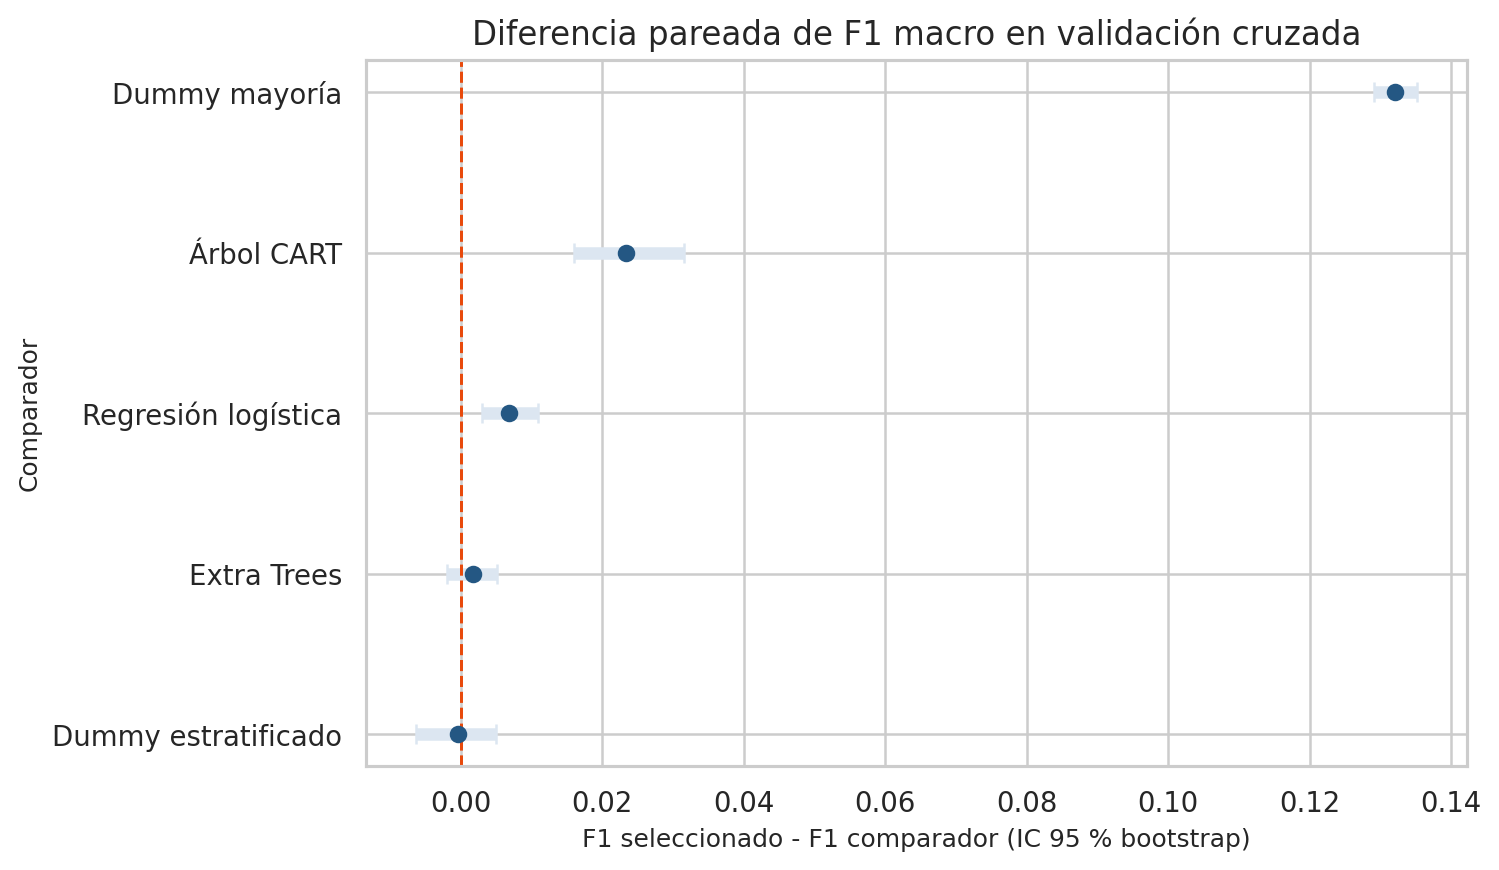 Diferencia pareada de F1 macro en validación cruzada
Dummy mayoría
Árbol CART
Regresión logística
Extra Trees
Dummy estratificado
Comparador
0.00 0.02 0.04 0.06 0.08 0.10 0.12 0.14
F1 seleccionado - F1 comparador (IC 95 % bootstrap)